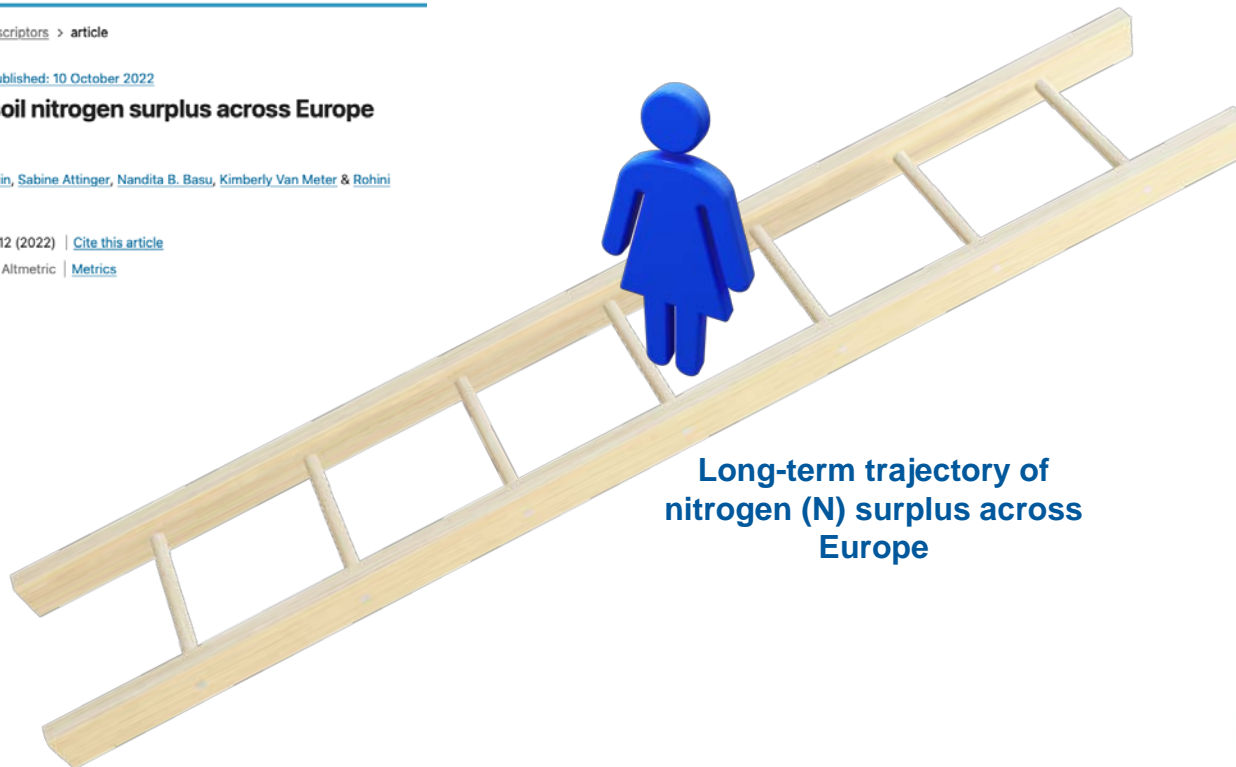 scriptors > article
ublished: 10 October 2022
oil nitrogen surplus across Europe
in, Sabine Attinger, Nandita B. Basu, Kimberly Van Meter & Rohini
12 (2022) | Cite this article
Altmetric | Metrics
Long-term trajectory of
nitrogen (N) surplus across
Europe